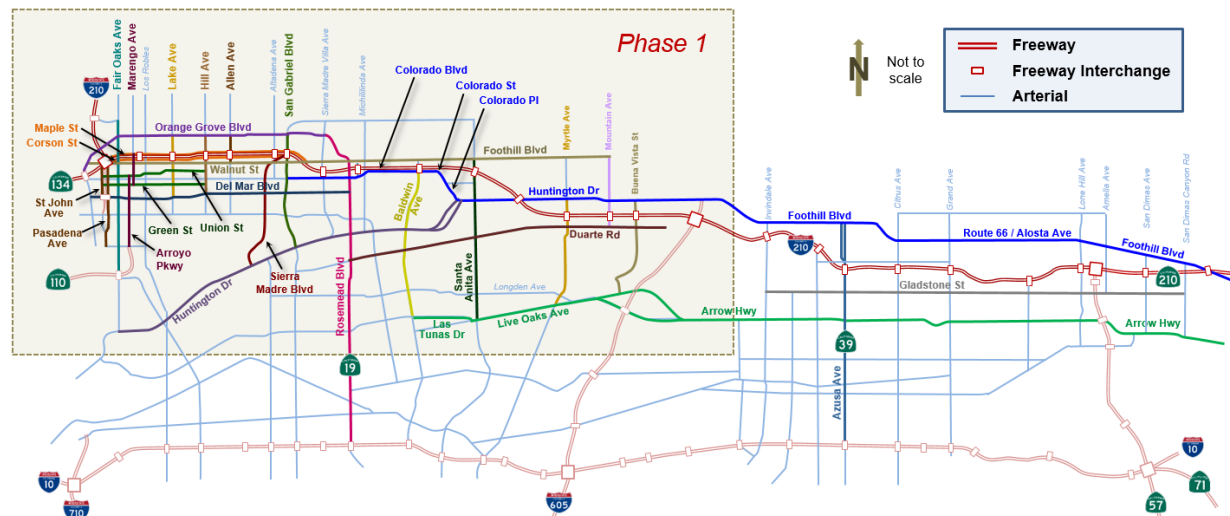 Phase 1
N
Not to
scale
Freeway
Freeway Interchange
Arterial
Fair Oaks Ave
Marengo Ave
Los Robles
Lake Ave
Hill Ave
Allen Ave
Altadena Ave
San Gabriel Blvd
Sierra Madre Villa Ave
Michillinda Ave
Colorado Blvd
Colorado St
Colorado Pl
210
Orange Grove Blvd
Maple St
Corson St
Foothill Blvd
Walnut St
134
Del Mar Blvd
St John
Ave
Pasadena
Ave
Green St
Union St
Arroyo
Pkwy
110
Sierra
Madre Blvd
Huntington Dr
Rosemead Blvd
19
Baldwin
Ave
Santa
Anita Ave
Myrtle Ave
Mountain Ave
Buena Vista St
Huntington Dr
Duarte Rd
Longden Ave
Las
Tunas Dr
Live Oaks Ave
Irwindale Ave
Citrus Ave
Grand Ave
Lone Hill Ave
Amelia Ave
San Dimas Ave
San Dimas Canyon Rd
Foothill Blvd
210
Route 66 / Alosta Ave
Foothill Blvd
210
Gladstone St
Arrow Hwy
Arrow Hwy
39
Azusa Ave
10
710
605
10
71
57